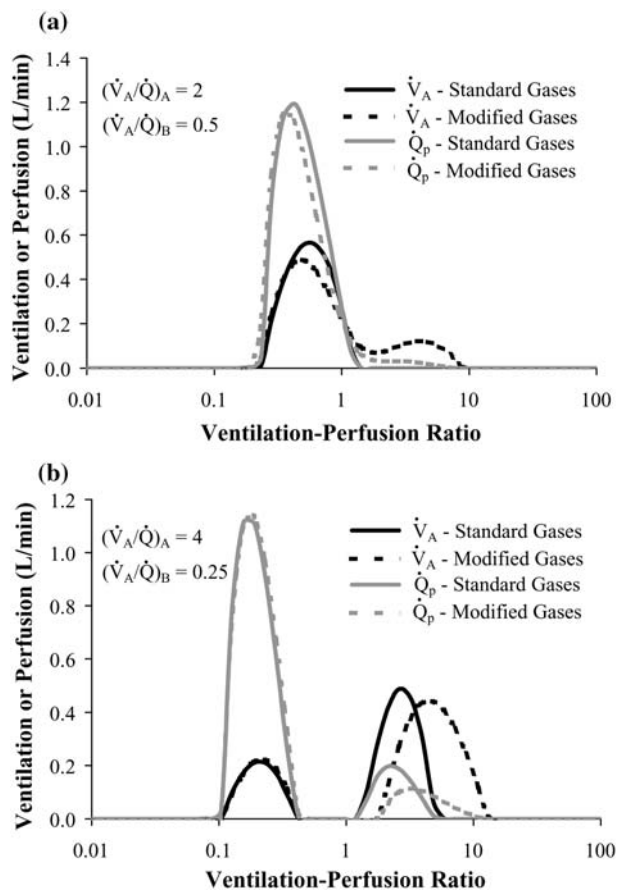 (a)
1.4
1.2
1.0
0.8
0.6
0.4
0.2
0.0
Ventilation or Perfusion (L/min)
(V̇A/Q̇)A = 2
(V̇A/Q̇)B = 0.5
V̇A - Standard Gases
V̇A - Modified Gases
Q̇p - Standard Gases
Q̇p - Modified Gases
0.01 0.1 1 10 100
Ventilation-Perfusion Ratio
(b)
1.2
1.0
0.8
0.6
0.4
0.2
0.0
Ventilation or Perfusion (L/min)
(V̇A/Q̇)A = 4
(V̇A/Q̇)B = 0.25
V̇A - Standard Gases
V̇A - Modified Gases
Q̇p - Standard Gases
Q̇p - Modified Gases
0.01 0.1 1 10 100
Ventilation-Perfusion Ratio